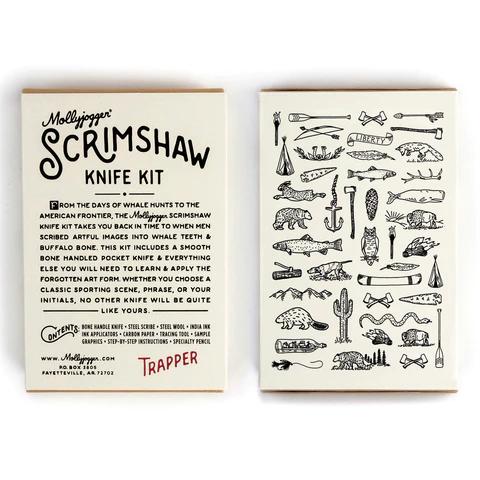 Mollyjogger®
SCRIMSHAW
KNIFE KIT
FROM THE DAYS OF WHALE HUNTS TO THE
AMERICAN FRONTIER, THE Mollyjogger SCRIMSHAW
KNIFE KIT TAKES YOU BACK IN TIME TO WHEN MEN
SCRIBED ARTFUL IMAGES INTO WHALE TEETH &
BUFFALO BONE. THIS KIT INCLUDES A SMOOTH
BONE HANDLED POCKET KNIFE & EVERYTHING
ELSE YOU WILL NEED TO LEARN & APPLY THE
FORGOTTEN ART FORM. WHETHER YOU CHOOSE A
CLASSIC SPORTING SCENE, PHRASE, OR YOUR
INITIALS, NO OTHER KNIFE WILL BE QUITE
LIKE YOURS.
CONTENTS: BONE HANDLE KNIFE • STEEL SCRIBE • STEEL WOOL • INDIA INK
INK APPLICATORS • CARBON PAPER • TRACING TOOL • SAMPLE
GRAPHICS • STEP-BY-STEP INSTRUCTIONS • SPECIALTY PENCIL
WWW.Mollyjogger.COM
P.O. BOX 3805
FAYETTEVILLE, AR. 72702
TRAPPER
LIBERTY